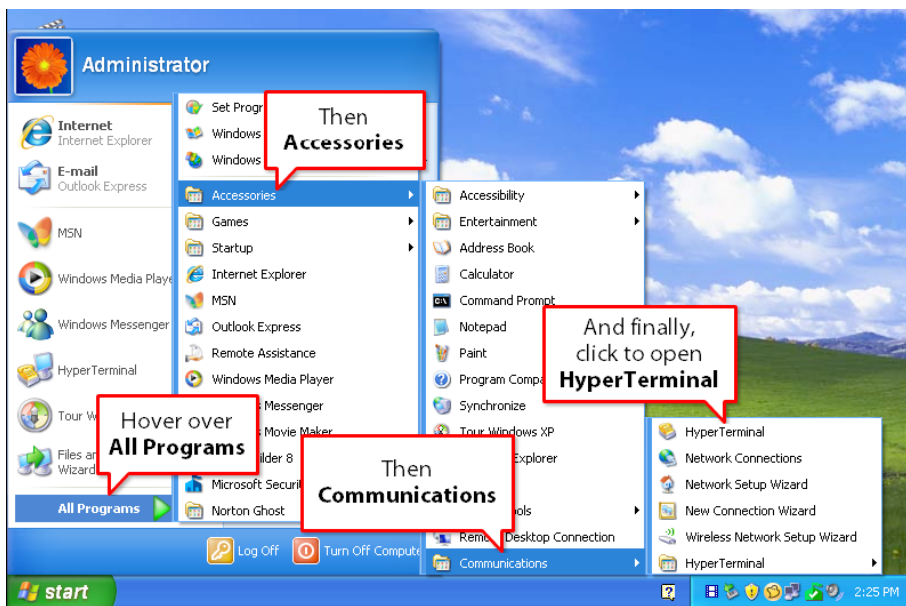 Administrator
Internet
Internet Explorer
E-mail
Outlook Express
MSN
Windows Media Playe
Windows Messenger
HyperTerminal
Tour W
Files an
Wizard
All Programs
Log Off
Turn Off Compute
start
Set Progr
Windows
Windows
Accessories
Games
Startup
Internet Explorer
MSN
Outlook Express
Remote Assistance
Windows Media Player
Messenger
Movie Maker
ilder 8
Microsoft Securi
Norton Ghost
Accessibility
Entertainment
Address Book
Calculator
Command Prompt
Notepad
Paint
Program Compa
Synchronize
Tour Windows XP
Explorer
ols
Remote Desktop Connection
Communications
HyperTerminal
Network Connections
Network Setup Wizard
New Connection Wizard
Wireless Network Setup Wizard
HyperTerminal
Hover over
All Programs
Then
Accessories
Then
Communications
And finally,
click to open
HyperTerminal
2:25 PM